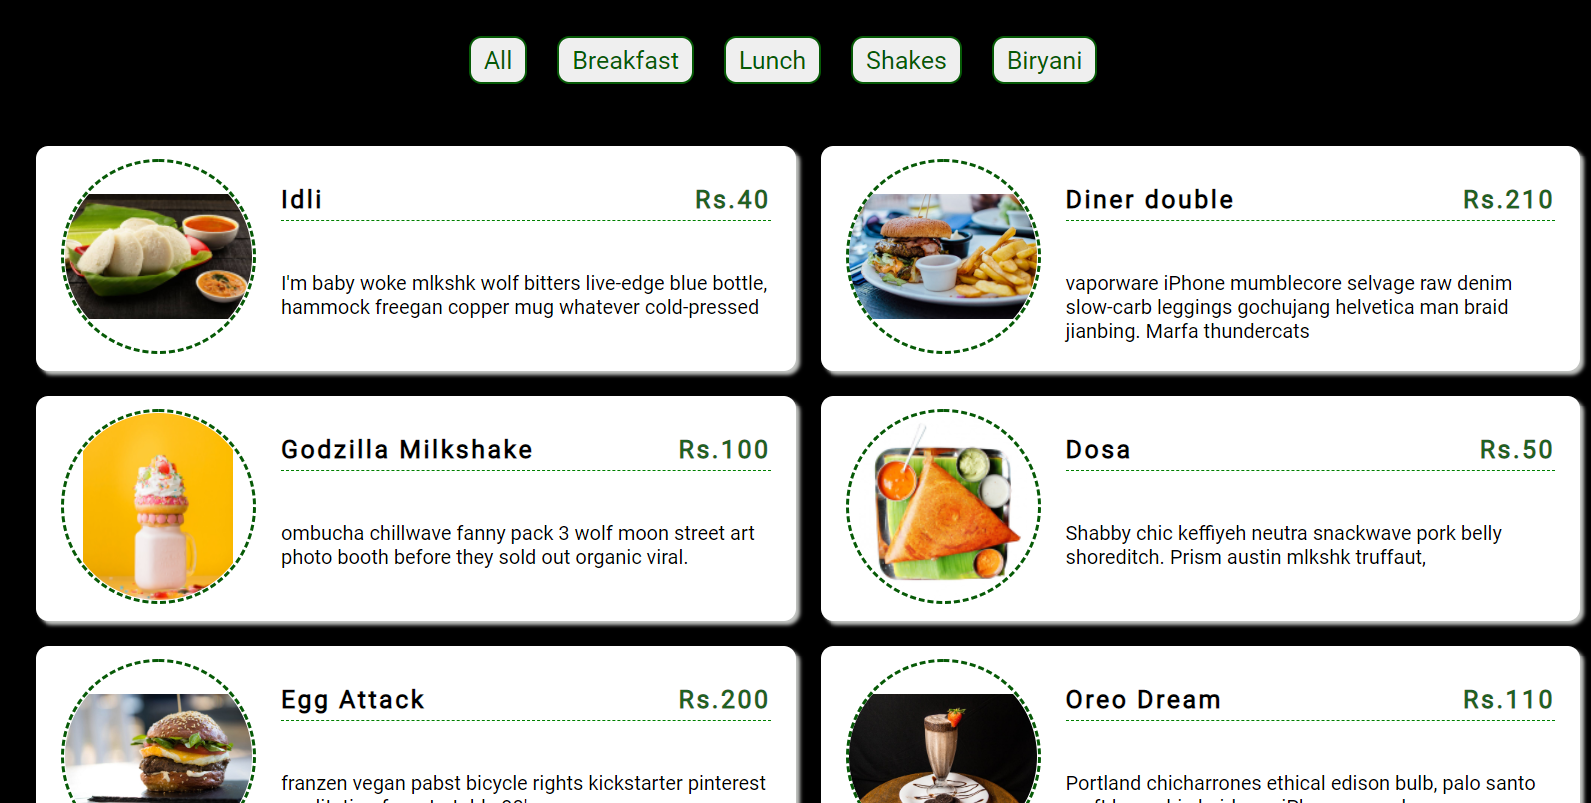 All Breakfast Lunch Shakes Biryani
Idli Rs.40
I'm baby woke mlkshk wolf bitters live-edge blue bottle,
hammock freegan copper mug whatever cold-pressed
Diner double Rs.210
vaporware iPhone mumblecore selvage raw denim
slow-carb leggings gochujang helvetica man braid
jianbing. Marfa thundercats
Godzilla Milkshake Rs.100
ombucha chillwave fanny pack 3 wolf moon street art
photo booth before they sold out organic viral.
Dosa Rs.50
Shabby chic keffiyeh neutra snackwave pork belly
shoreditch. Prism austin mlkshk truffaut,
Egg Attack Rs.200
franzen vegan pabst bicycle rights kickstarter pinterest
Oreo Dream Rs.110
Portland chicharrones ethical edison bulb, palo santo